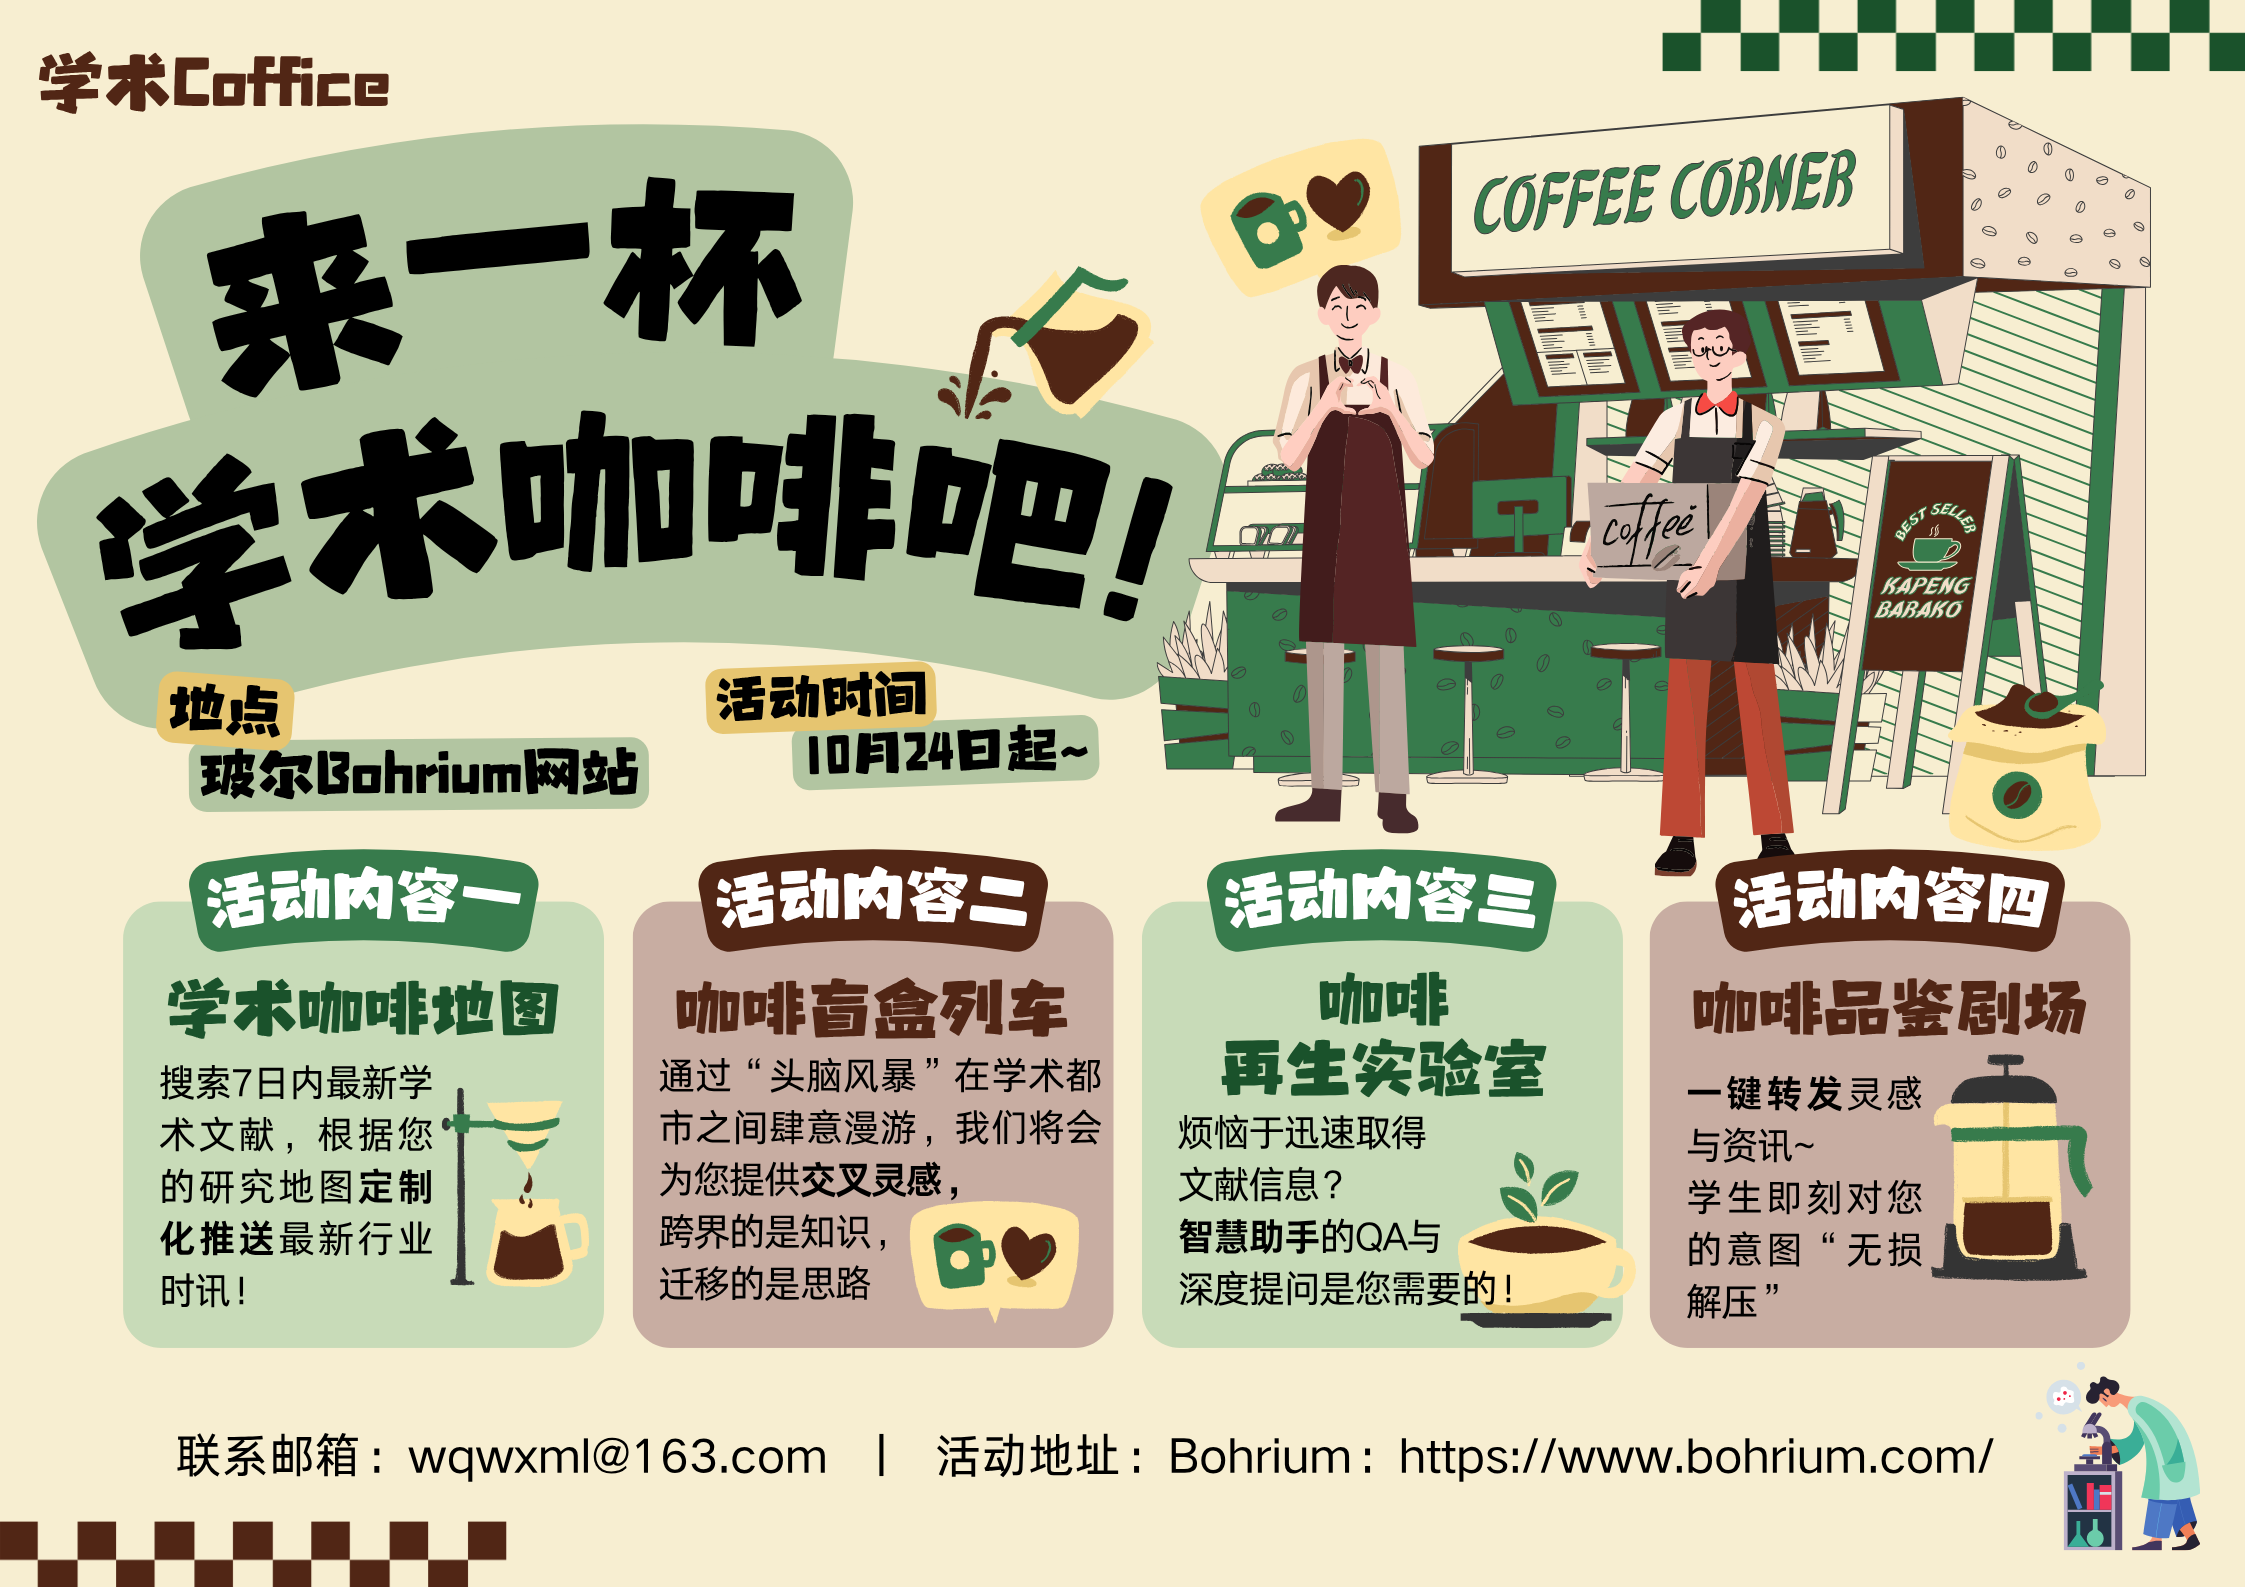 学术Coffice
来一杯
学术咖啡吧!
COFFEE CORNER
coffee
BEST SELLER
KAPENG
BARAKO
地点
玻尔Bohrium网站
活动时间
10月24日起~
活动内容一
学术咖啡地图
搜索7日内最新学
术文献，根据您
的研究地图定制
化推送最新行业
时讯！
活动内容二
咖啡盲盒列车
通过“头脑风暴”在学术都
市之间肆意漫游，我们将会
为您提供交叉灵感，
跨界的是知识，
迁移的是思路
活动内容三
咖啡
再生实验室
烦恼于迅速取得
文献信息？
智慧助手的QA与
深度提问是您需要的！
活动内容四
咖啡品鉴剧场
一键转发灵感
与资讯~
学生即刻对您
的意图“无损
解压”
联系邮箱：wqwxml@163.com | 活动地址：Bohrium：https://www.bohrium.com/